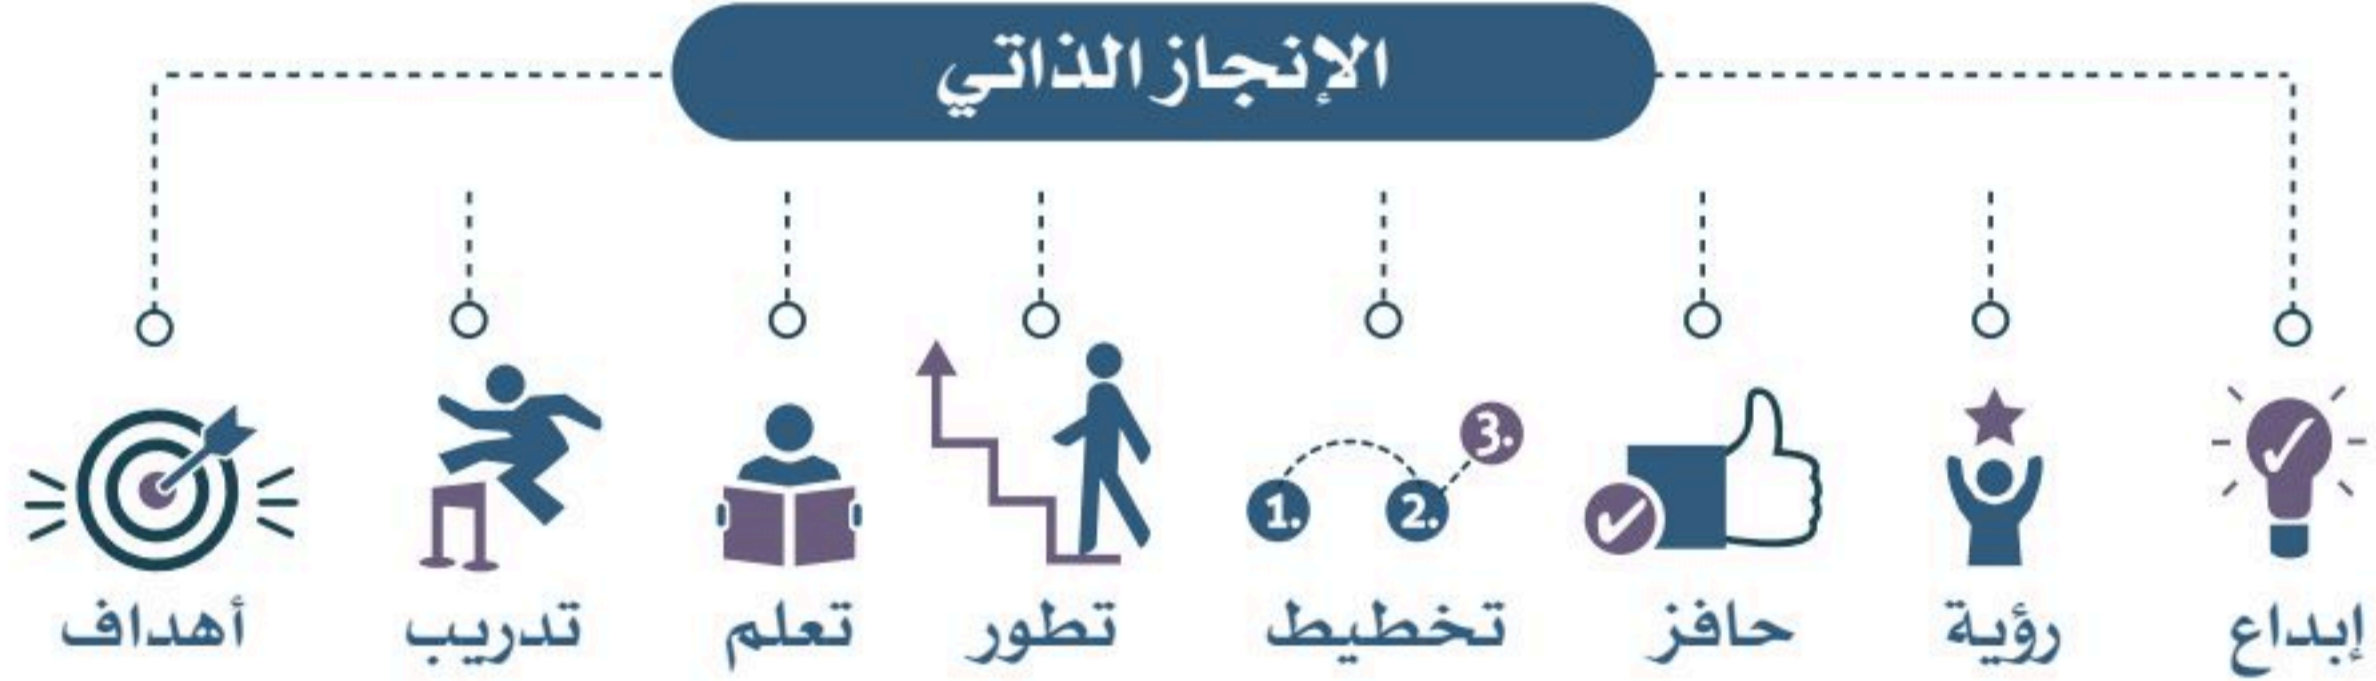 الإنجاز الذاتي
1.
2.
3.
إبداع
رؤية
حافز
تخطيط
تطور
تعلم
تدريب
أهداف